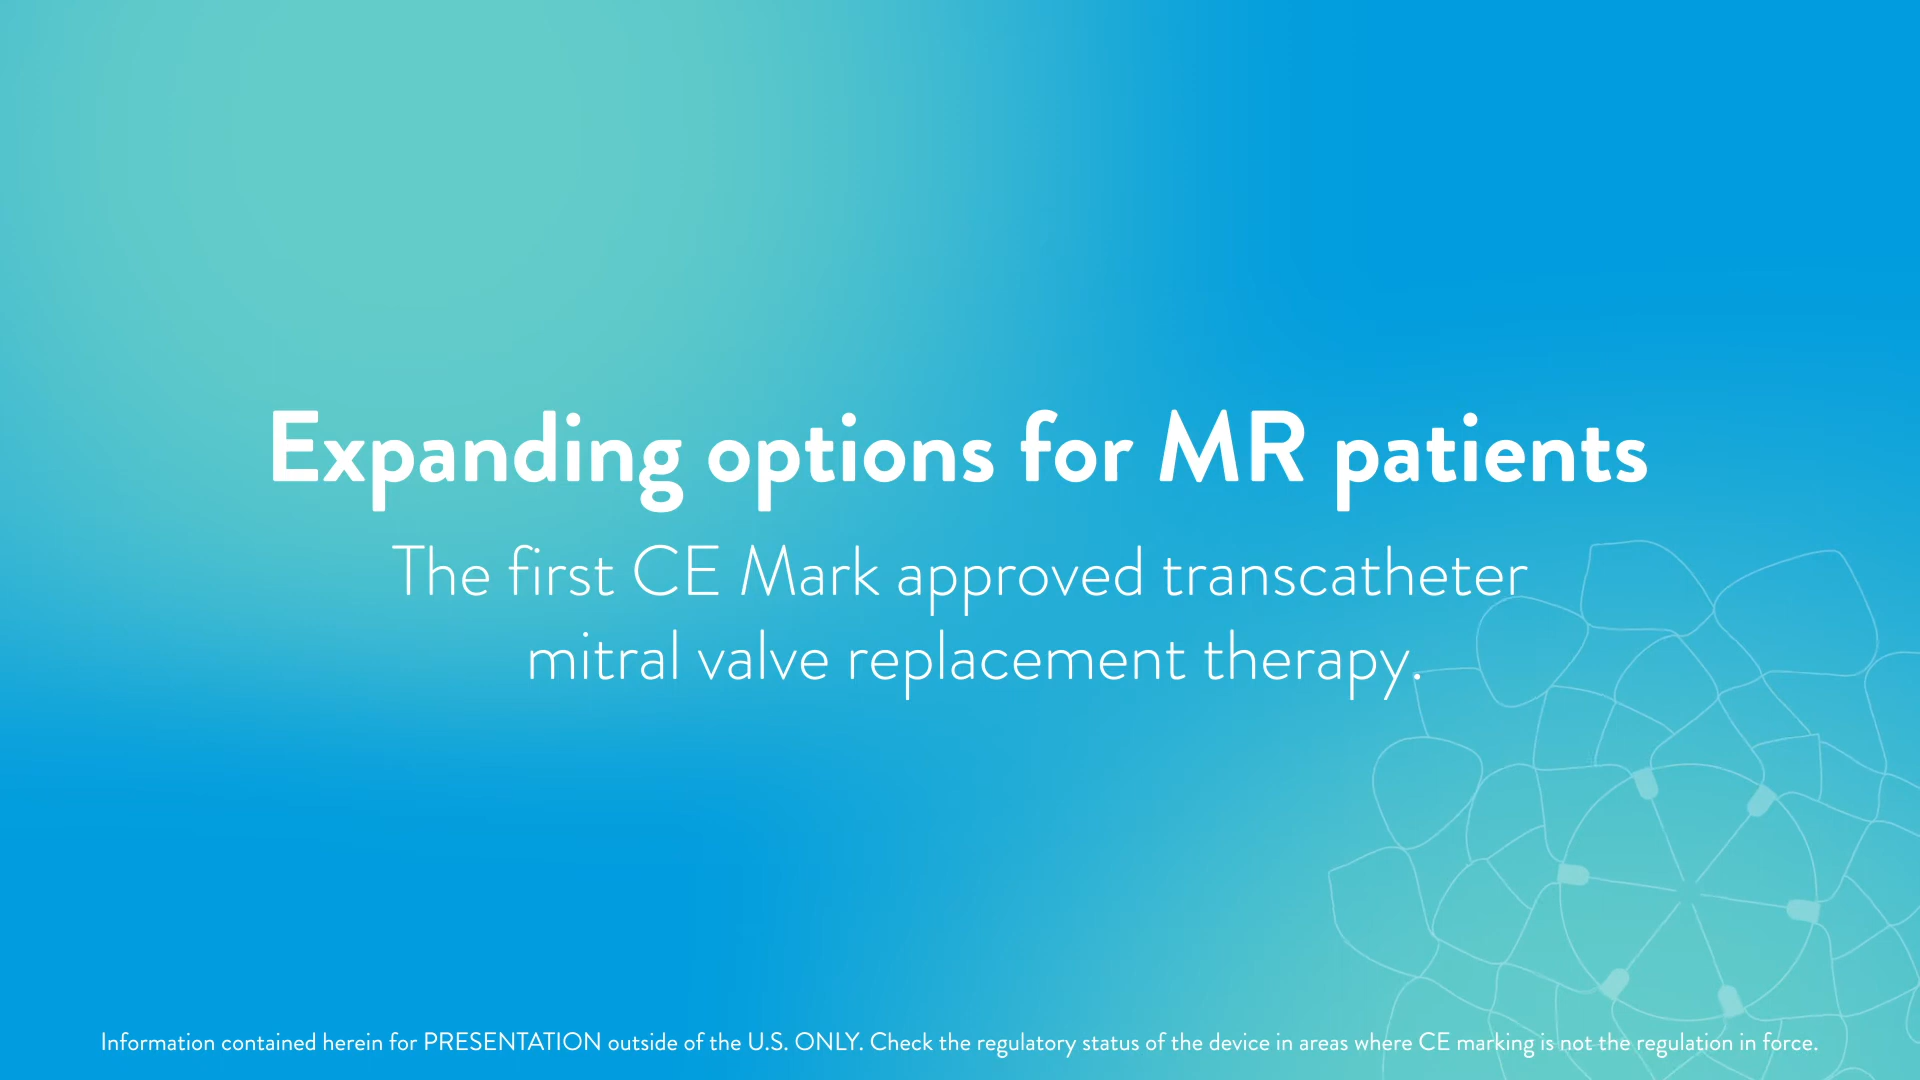 Expanding options for MR patients
The first CE Mark approved transcatheter
mitral valve replacement therapy.
Information contained herein for PRESENTATION outside of the U.S. ONLY. Check the regulatory status of the device in areas where CE marking is not the regulation in force.